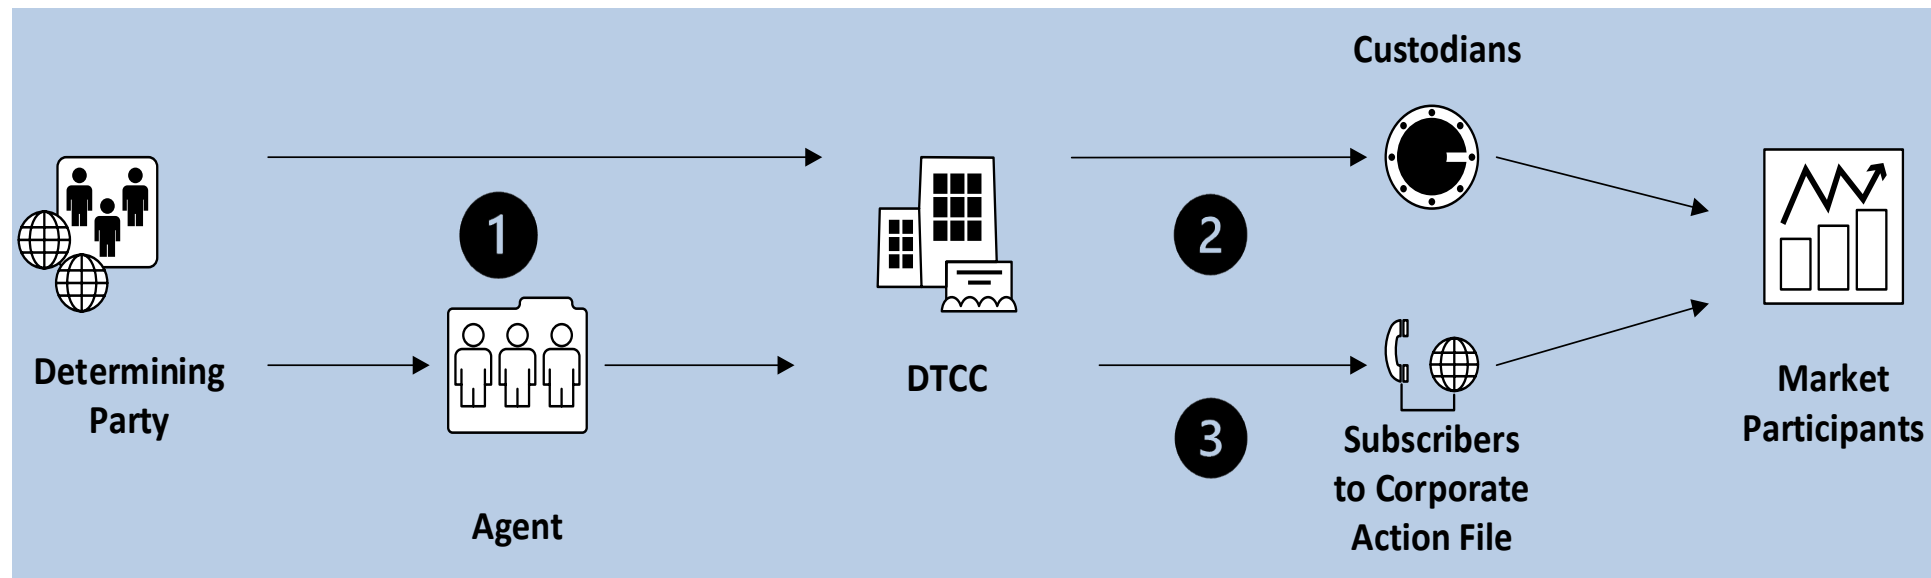 Custodians
1
2
Determining
Party
DTCC
Market
Participants
3
Subscribers
to Corporate
Action File
Agent